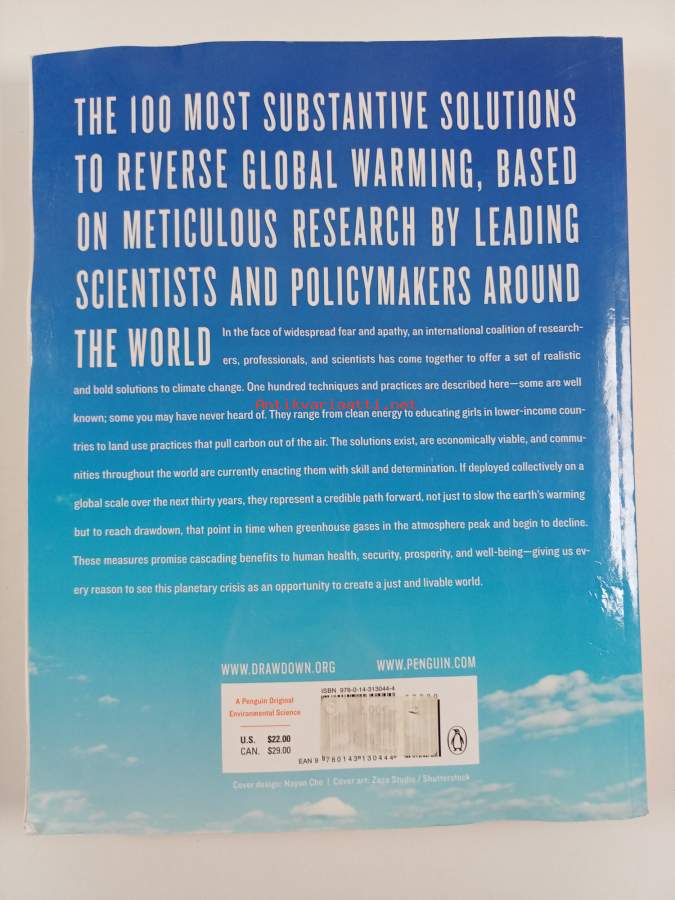 THE 100 MOST SUBSTANTIVE SOLUTIONS
TO REVERSE GLOBAL WARMING, BASED
ON METICULOUS RESEARCH BY LEADING
SCIENTISTS AND POLICYMAKERS AROUND
THE WORLD In the face of widespread fear and apathy, an international coalition of research-
ers, professionals, and scientists has come together to offer a set of realistic
and bold solutions to climate change. One hundred techniques and practices are described here—some are well
Antikvariaatti.net
known; some you may have never heard of. They range from clean energy to educating girls in lower-income coun-
tries to land use practices that pull carbon out of the air. The solutions exist, are economically viable, and commu-
nities throughout the world are currently enacting them with skill and determination. If deployed collectively on a
global scale over the next thirty years, they represent a credible path forward, not just to slow the earth's warming
but to reach drawdown, that point in time when greenhouse gases in the atmosphere peak and begin to decline.
These measures promise cascading benefits to human health, security, prosperity, and well-being—giving us ev-
ery reason to see this planetary crisis as an opportunity to create a just and livable world.
WWW.DRAWDOWN.ORG WWW.PENGUIN.COM
A Penguin Original
Environmental Science
U.S. $22.00
CAN. $29.00
ISBN 978-0-14-313044-4
EAN 9 780143 130444
Cover design: Nayon Cho | Cover art: Zaza Studio / Shutterstock